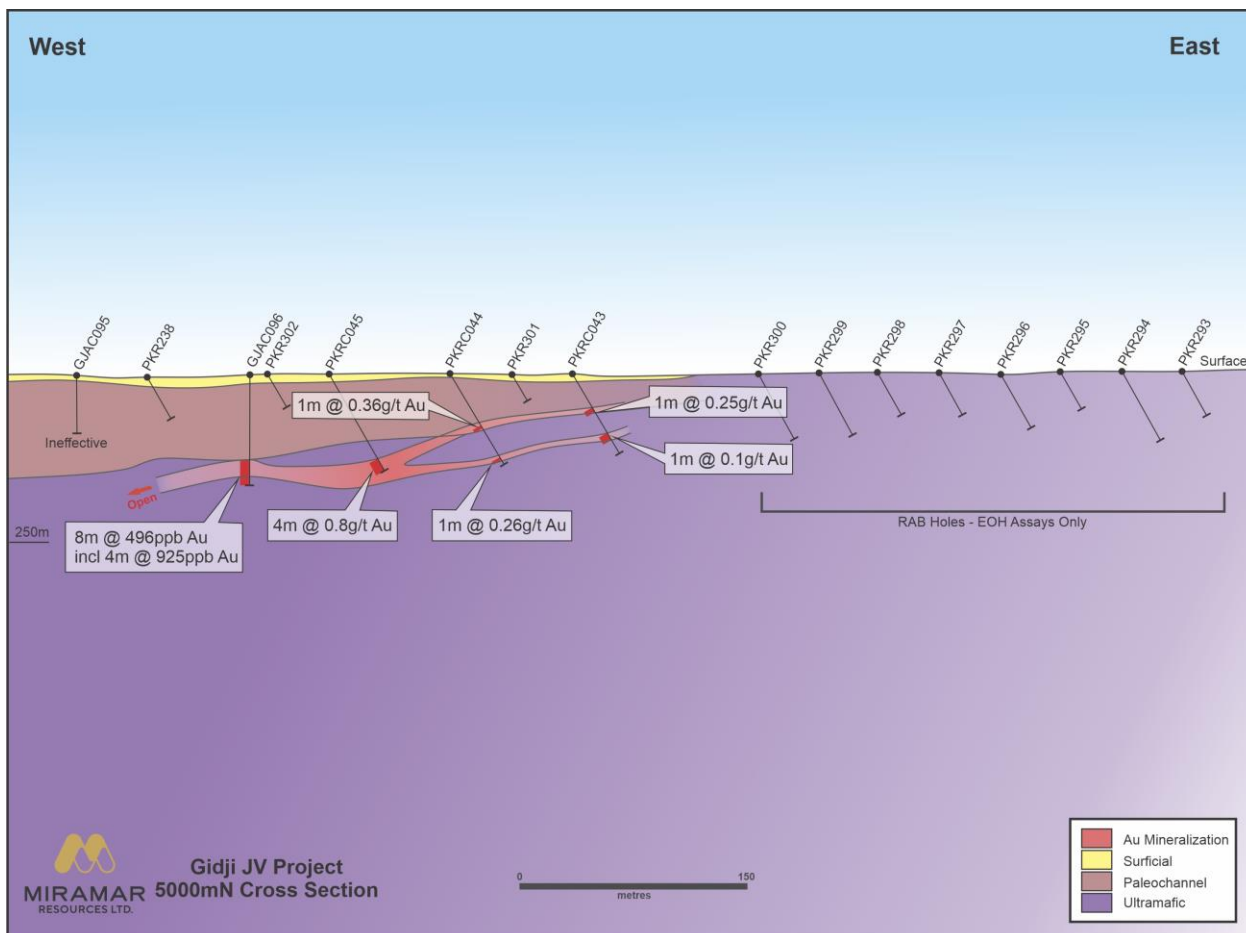 West
East
GJAC095
PKR238
GJAC096
PKR302
PKRC045
PKRC044
PKR301
PKRC043
PKR300
PKR299
PKR298
PKR297
PKR296
PKR295
PKR294
PKR293
Surface
1m @ 0.36g/t Au
1m @ 0.25g/t Au
Ineffective
1m @ 0.1g/t Au
Open
4m @ 0.8g/t Au
1m @ 0.26g/t Au
RAB Holes - EOH Assays Only
250m
8m @ 496ppb Au
incl 4m @ 925ppb Au
MIRAMAR
RESOURCES LTD.
Gidji JV Project
5000mN Cross Section
0
150
metres
Au Mineralization
Surficial
Paleochannel
Ultramafic